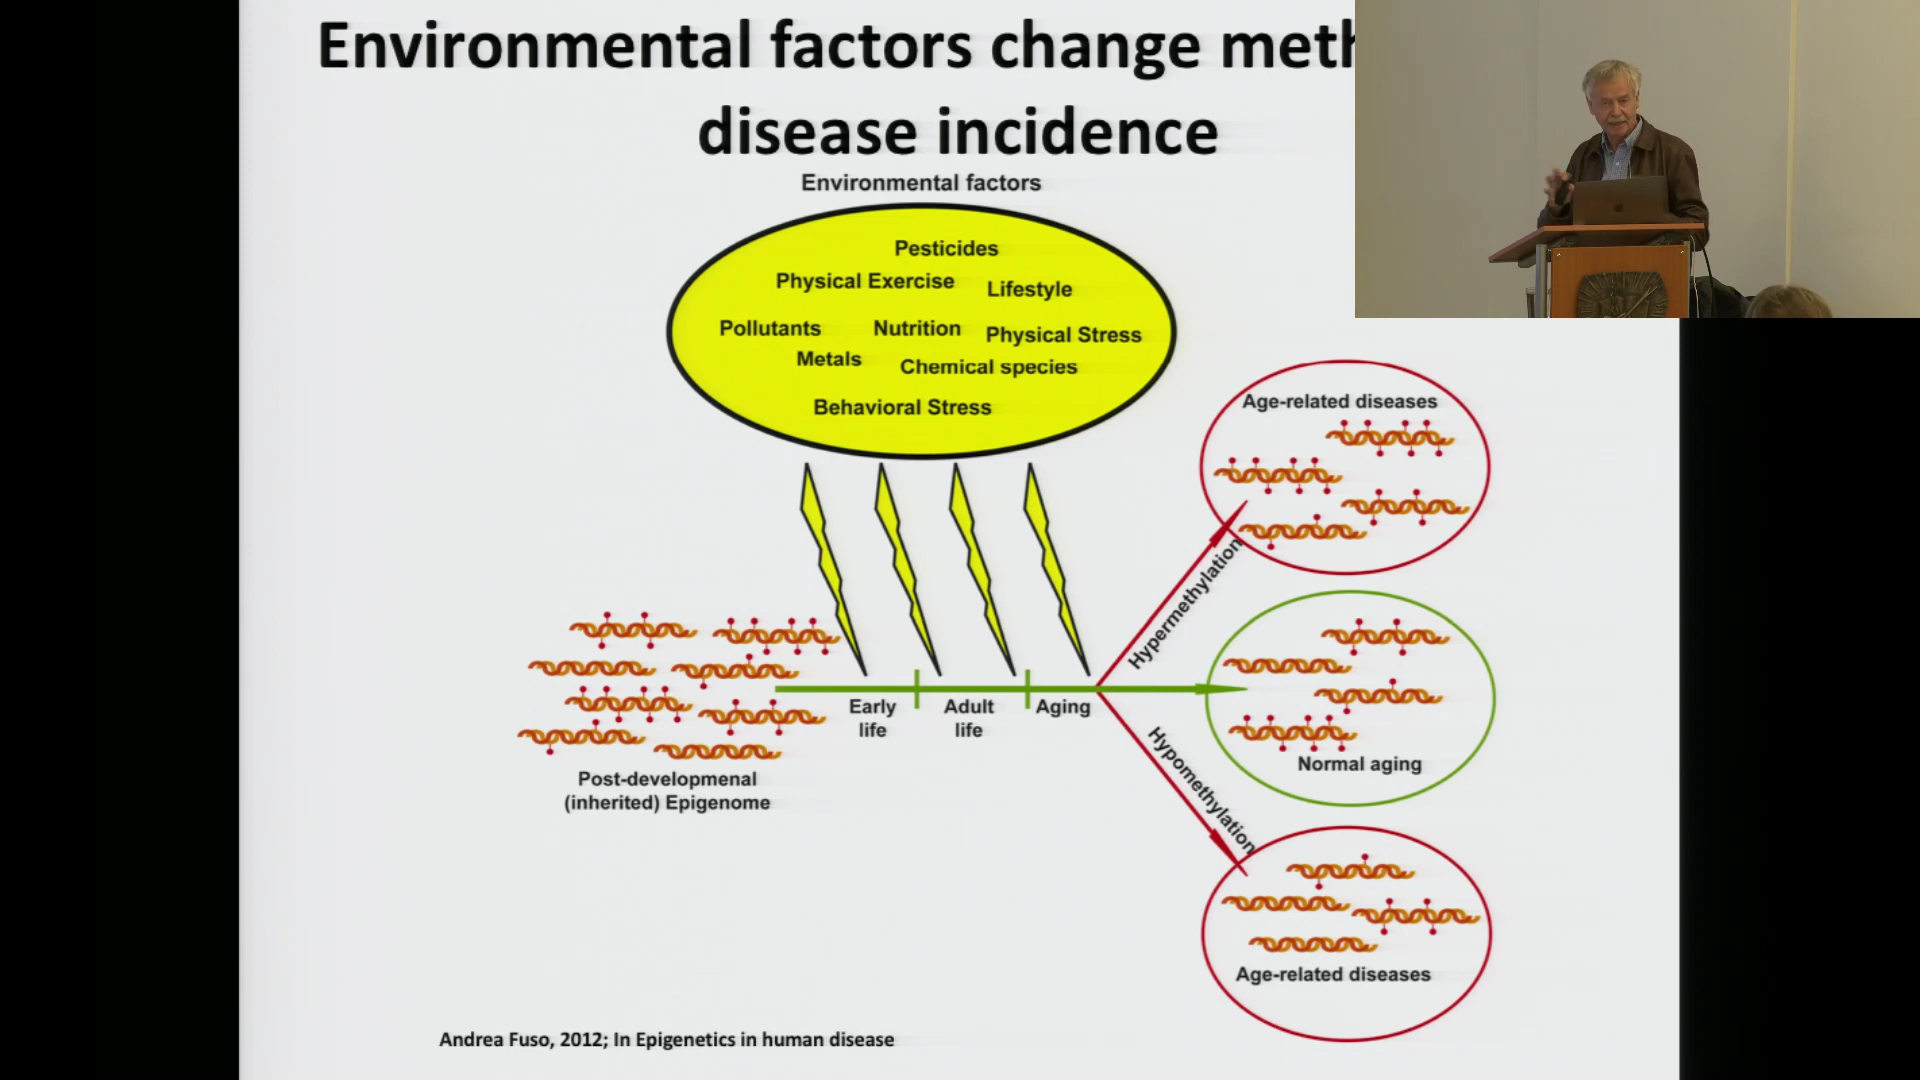 Environmental factors change
disease incidence
Environmental factors
Pesticides
Physical Exercise
Lifestyle
Pollutants
Nutrition
Physical Stress
Metals
Chemical species
Behavioral Stress
Age-related diseases
Hypermethylation
Early
life
Adult
life
Aging
Normal aging
Hypomethylation
Post-developmenal
(inherited) Epigenome
Age-related diseases
Andrea Fuso, 2012; In Epigenetics in human disease